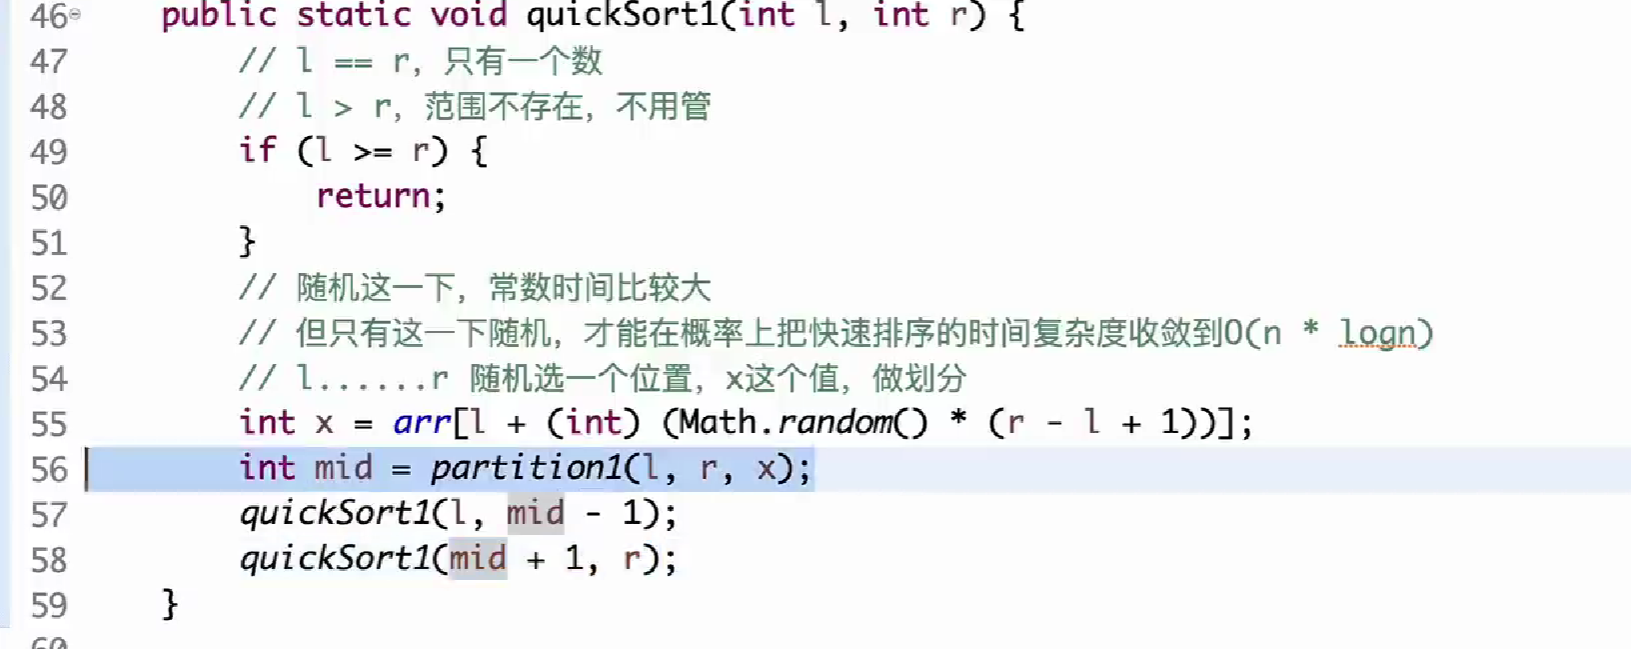 46 public static void quickSort1(int l, int r) {
47 // l == r, 只有一个数
48 // l > r, 范围不存在, 不用管
49 if (l >= r) {
50 return;
51 }
52 // 随机这一下, 常数时间比较大
53 // 但只有这一下随机, 才能在概率上把快速排序的时间复杂度收敛到O(n * logn)
54 // l......r 随机选一个位置, x这个值, 做划分
55 int x = arr[l + (int) (Math.random() * (r - l + 1))];
56 int mid = partition1(l, r, x);
57 quickSort1(l, mid - 1);
58 quickSort1(mid + 1, r);
59 }
60